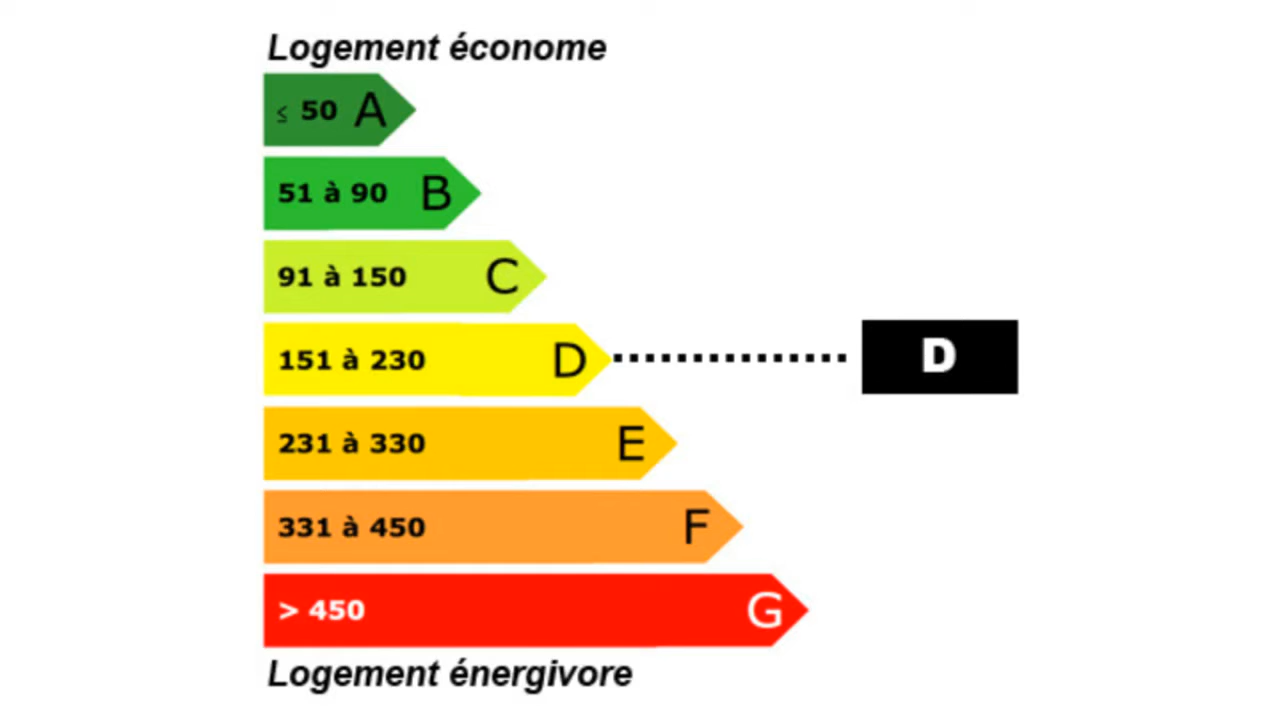 Logement économe
≤ 50 A
51 à 90 B
91 à 150 C
151 à 230 D
D
231 à 330 E
331 à 450 F
> 450 G
Logement énergivore